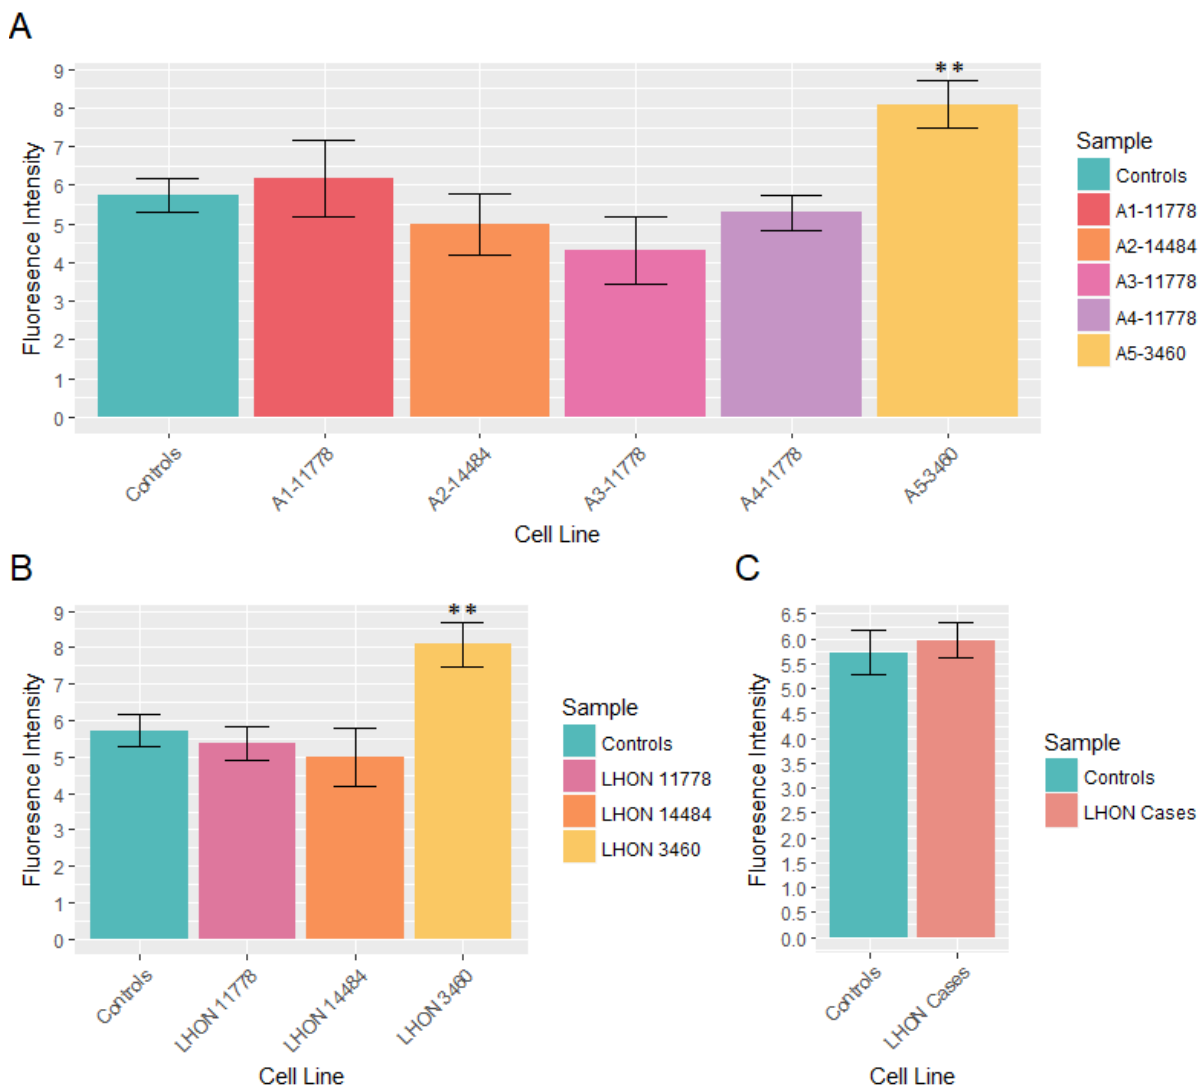 A
Fluoresence Intensity
9
8
7
6
5
4
3
2
1
0
**
Controls
A1-11778
A2-14484
A3-11778
A4-11778
A5-3460
Cell Line
Sample
Controls
A1-11778
A2-14484
A3-11778
A4-11778
A5-3460
B
Fluoresence Intensity
9
8
7
6
5
4
3
2
1
0
**
Controls
LHON 11778
LHON 14484
LHON 3460
Cell Line
Sample
Controls
LHON 11778
LHON 14484
LHON 3460
C
Fluoresence Intensity
6.5
6.0
5.5
5.0
4.5
4.0
3.5
3.0
2.5
2.0
1.5
1.0
0.5
0.0
Controls
LHON Cases
Cell Line
Sample
Controls
LHON Cases